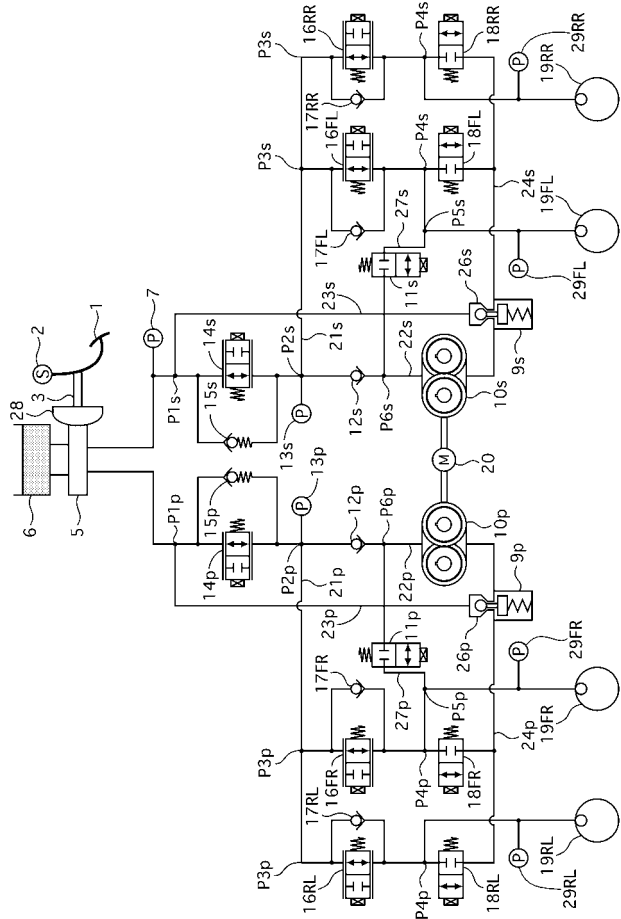 16RR
P3s
P4s
18RR
29RR
19RR
17RR
16FL
P3s
P4s
18FL
24s
19FL
17FL
27s
P5s
29FL
11s
26s
9s
23s
7
P
1
2
S
3
28
P1s
14s
P2s
21s
22s
15s
13s
12s
P6s
10s
6
5
M
20
13p
15p
P1p
14p
12p
P6p
10p
P2p
21p
22p
9p
23p
26p
11p
17FR
27p
P5p
29FR
19FR
P3p
16FR
P4p
18FR
24p
17RL
P3p
16RL
P4p
18RL
19RL
29RL
P
P
P
P
P
P